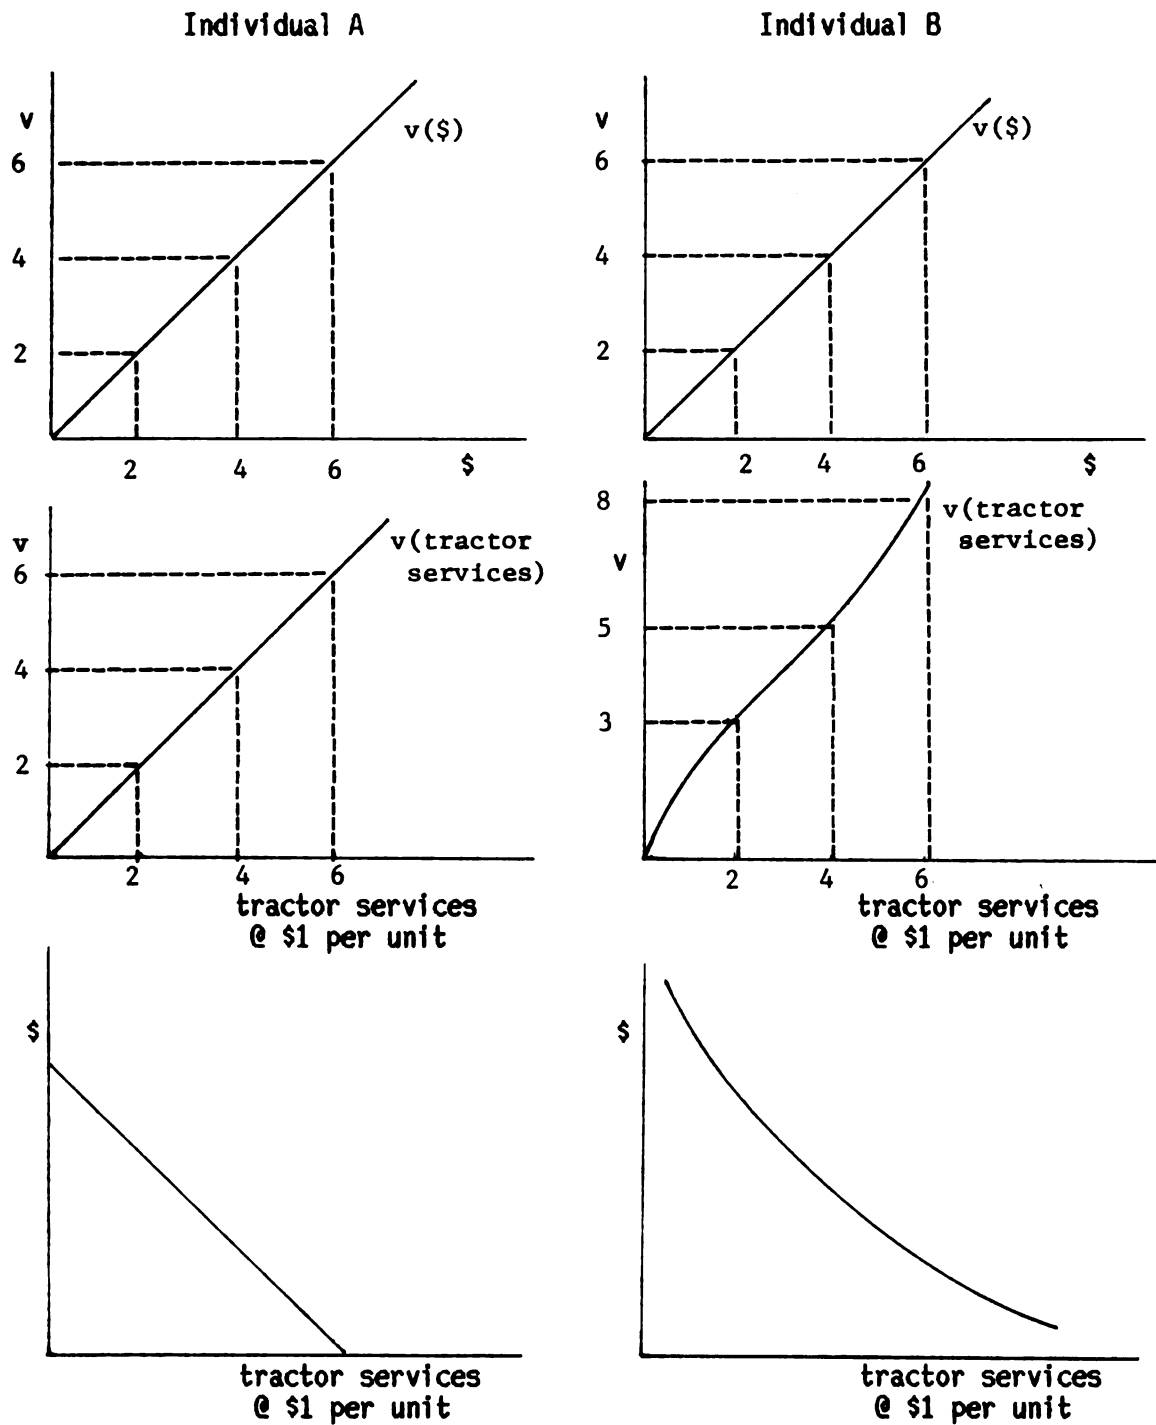 Individual A
Individual B
v
v($)
6
4
2
2 4 6 $
v
v($)
6
4
2
2 4 6 $
v
v(tractor
services)
6
4
2
2 4 6
tractor services
@ $1 per unit
8
v(tractor
services)
v
5
3
2 4 6
tractor services
@ $1 per unit
$
tractor services
@ $1 per unit
$
tractor services
@ $1 per unit